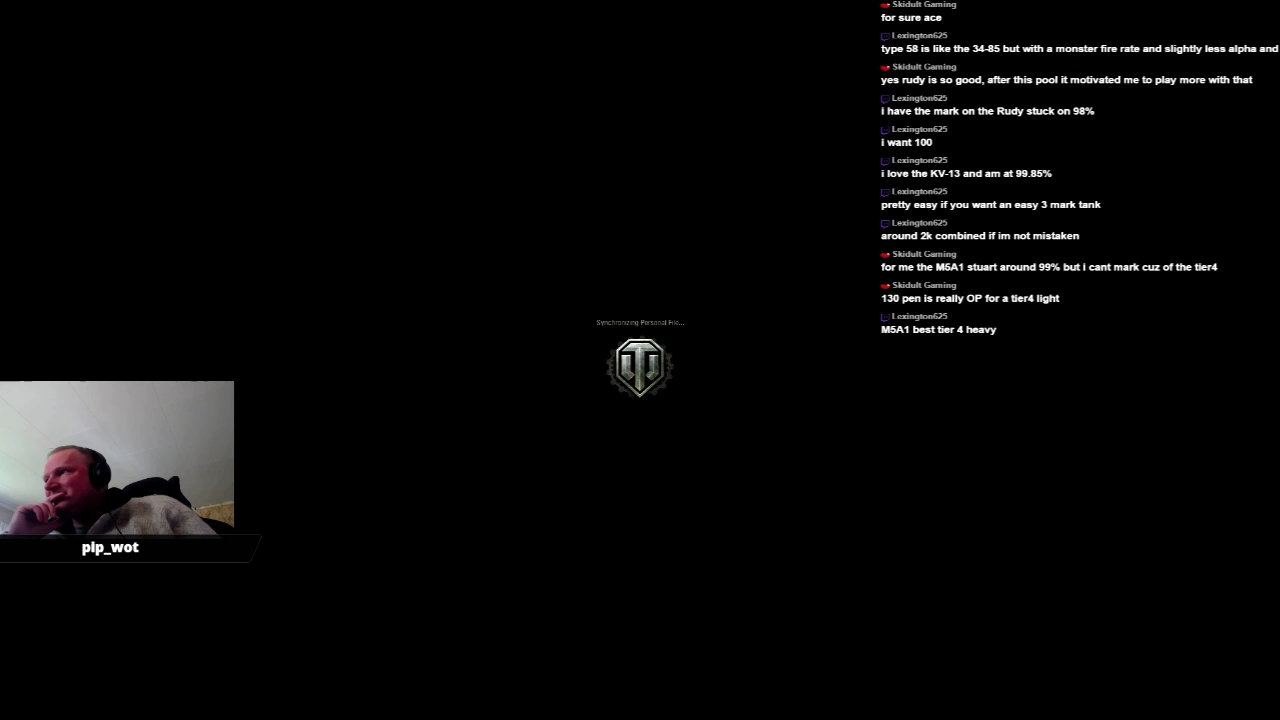 Skidult Gaming
for sure ace
Lexington625
type 58 is like the 34-85 but with a monster fire rate and slightly less alpha and
Skidult Gaming
yes rudy is so good, after this pool it motivated me to play more with that
Lexington625
i have the mark on the Rudy stuck on 98%
Lexington625
i want 100
Lexington625
i love the KV-13 and am at 99.85%
Lexington625
pretty easy if you want an easy 3 mark tank
Lexington625
around 2k combined if im not mistaken
Skidult Gaming
for me the M5A1 stuart around 99% but i cant mark cuz of the tier4
Skidult Gaming
130 pen is really OP for a tier4 light
Lexington625
M5A1 best tier 4 heavy
Synchronizing Personal File...
pip_wot